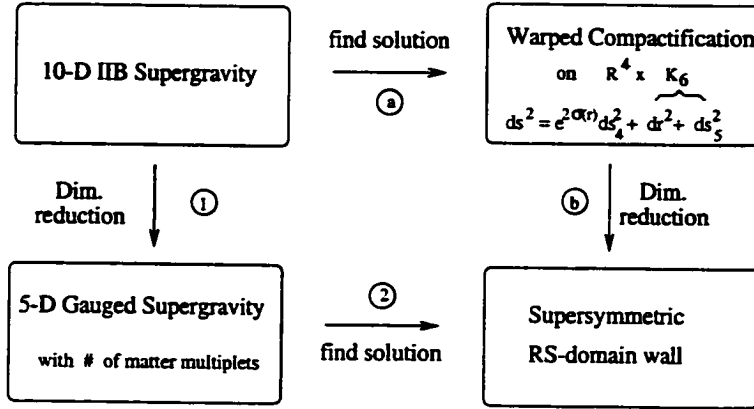 10-D IIB Supergravity
find solution
a
Warped Compactification
on R^4 x K_6
ds^2 = e^{2σ(r)} ds_4^2 + dr^2 + ds_5^2
Dim.
reduction
1
b
Dim.
reduction
5-D Gauged Supergravity
with # of matter multiplets
2
find solution
Supersymmetric
RS-domain wall